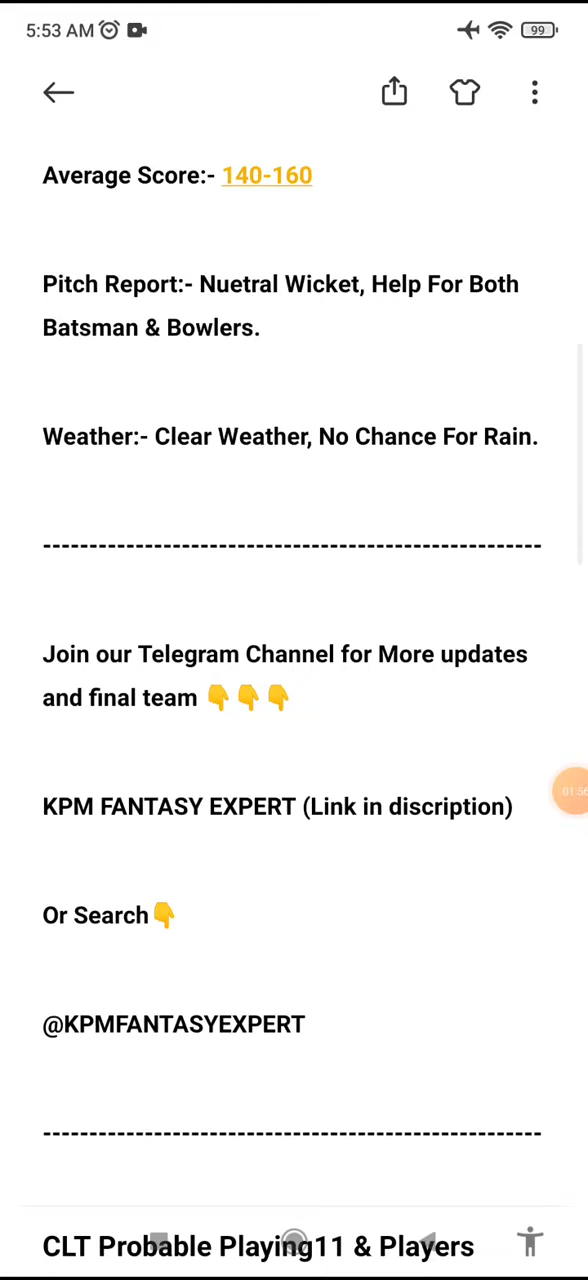 5:53 AM
99
Average Score:- 140-160
Pitch Report:- Nuetral Wicket, Help For Both
Batsman & Bowlers.
Weather:- Clear Weather, No Chance For Rain.
------------------------------------------------------
Join our Telegram Channel for More updates
and final team 👇👇👇
KPM FANTASY EXPERT (Link in discription)
01:56
Or Search👇
@KPMFANTASYEXPERT
------------------------------------------------------
CLT Probable Playing11 & Players